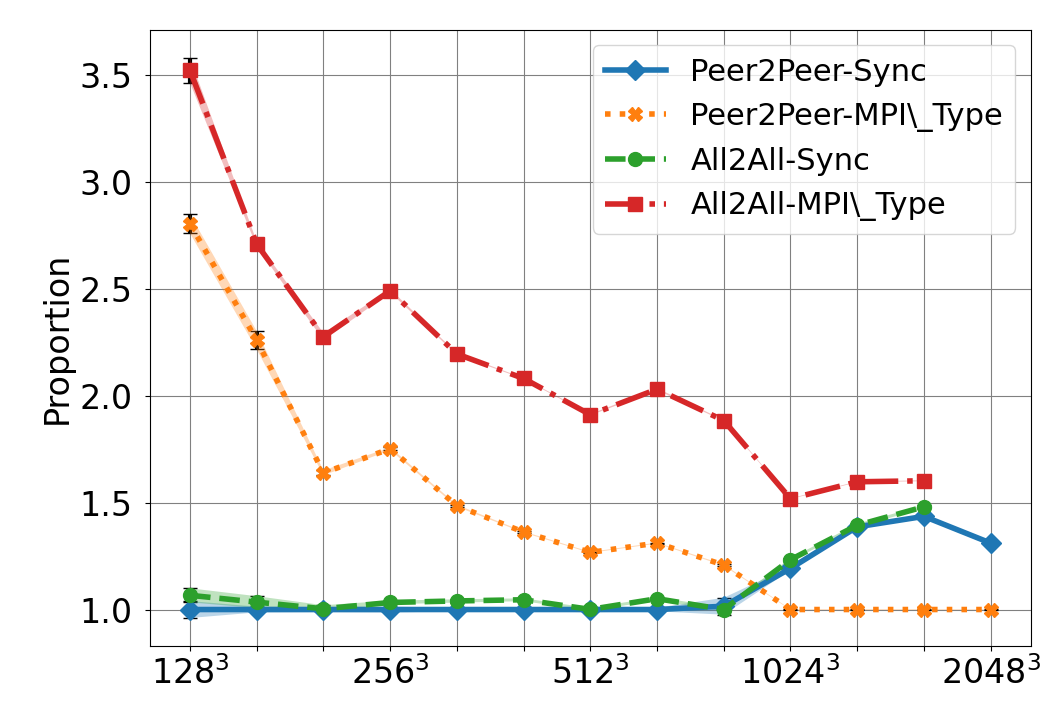 Peer2Peer-Sync
Peer2Peer-MPI\_Type
All2All-Sync
All2All-MPI\_Type
Proportion
3.5
3.0
2.5
2.0
1.5
1.0
128³ 256³ 512³ 1024³ 2048³